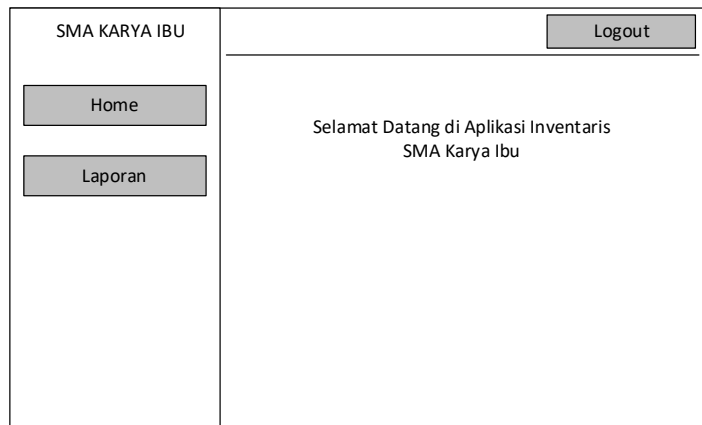 SMA KARYA IBU
Logout
Home
Laporan
Selamat Datang di Aplikasi Inventaris
SMA Karya Ibu